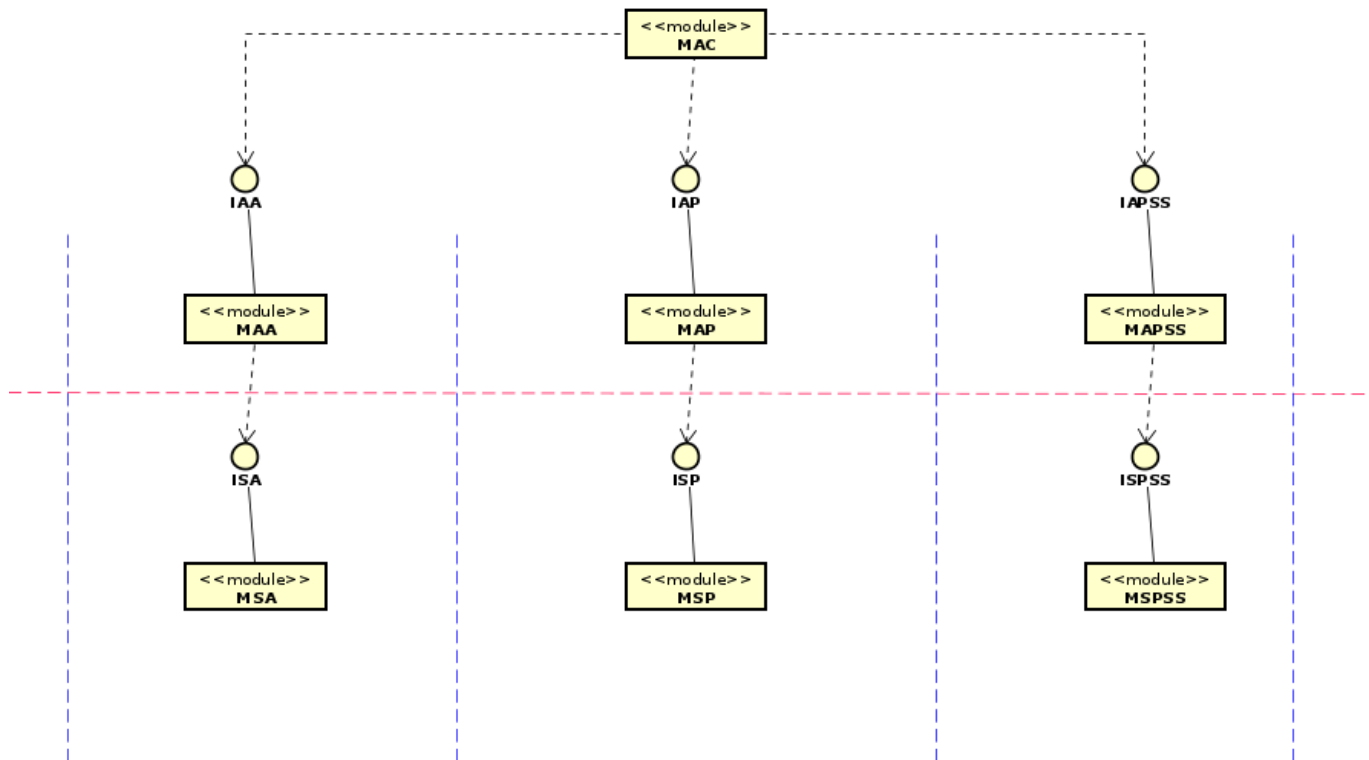 <<module>>
MAC
IAA
IAP
IAPSS
<<module>>
MAA
<<module>>
MAP
<<module>>
MAPSS
ISA
ISP
ISPSS
<<module>>
MSA
<<module>>
MSP
<<module>>
MSPSS